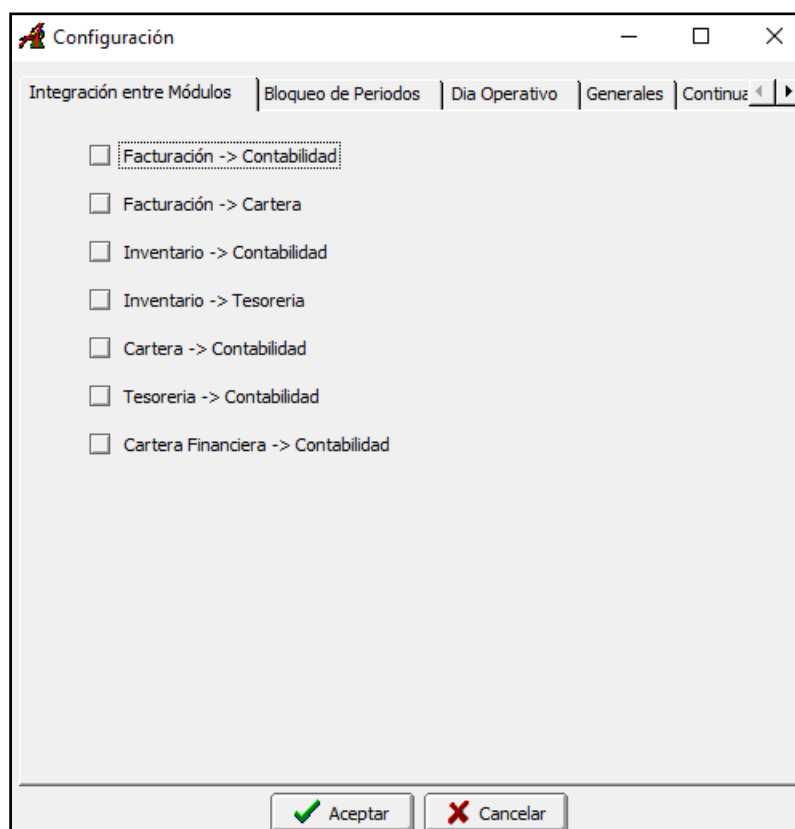 Configuración
Integración entre Módulos Bloqueo de Periodos Dia Operativo Generales Continua
Facturación -> Contabilidad
Facturación -> Cartera
Inventario -> Contabilidad
Inventario -> Tesoreria
Cartera -> Contabilidad
Tesoreria -> Contabilidad
Cartera Financiera -> Contabilidad
Aceptar Cancelar